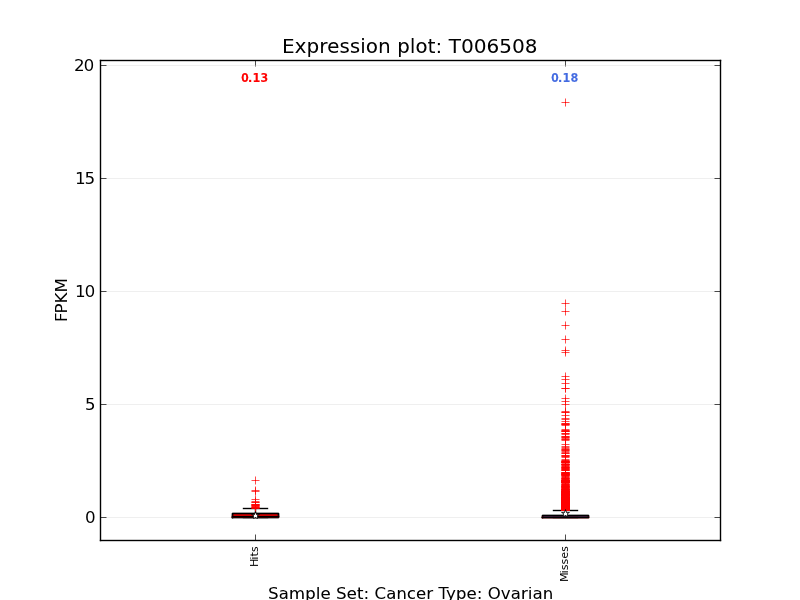 Expression plot: T006508
20
15
10
5
0
FPKM
0.13
0.18
Hits
Misses
Sample Set: Cancer Type: Ovarian